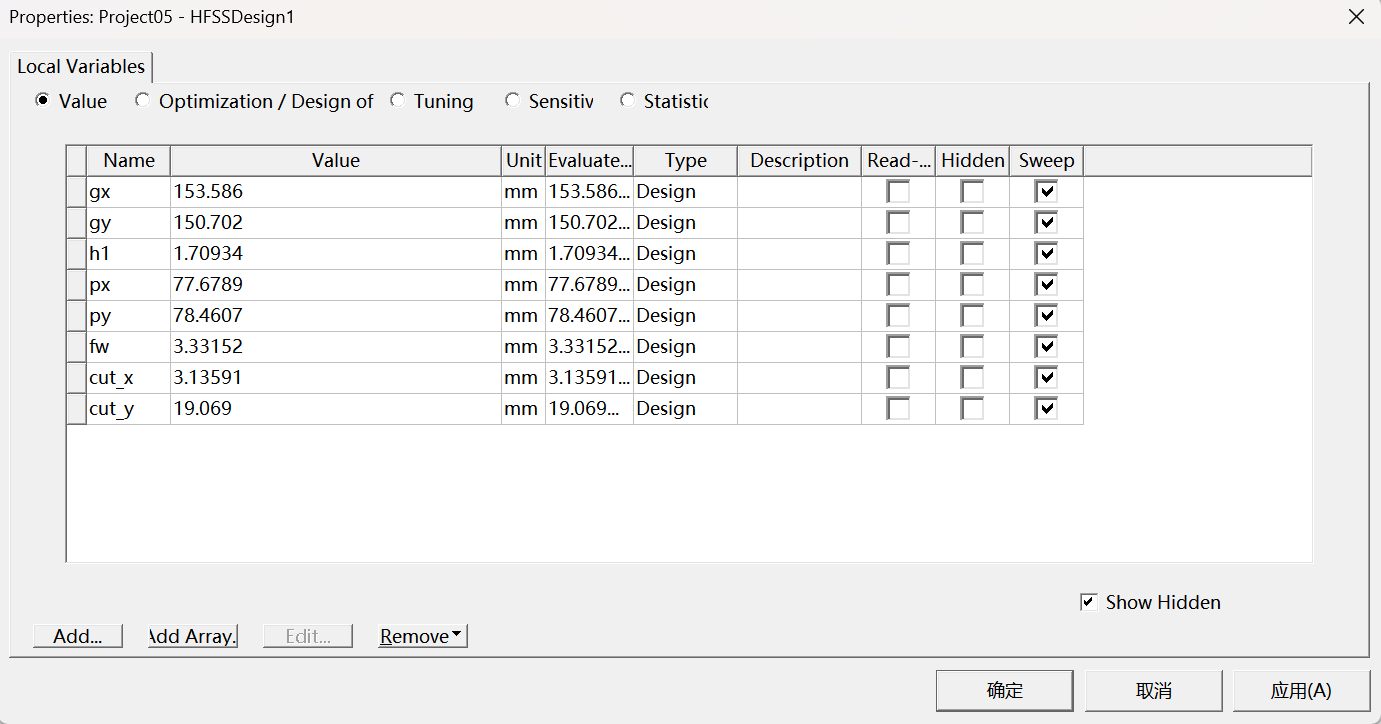 Properties: Project05 - HFSSDesign1
Local Variables
Value Optimization / Design of Tuning Sensitiv Statistic
Name Value Unit Evaluate... Type Description Read-... Hidden Sweep
gx 153.586 mm 153.586... Design
gy 150.702 mm 150.702... Design
h1 1.70934 mm 1.70934... Design
px 77.6789 mm 77.6789... Design
py 78.4607 mm 78.4607... Design
fw 3.33152 mm 3.33152... Design
cut_x 3.13591 mm 3.13591... Design
cut_y 19.069 mm 19.069... Design
Show Hidden
Add... Add Array. Edit... Remove
确定 取消 应用(A)